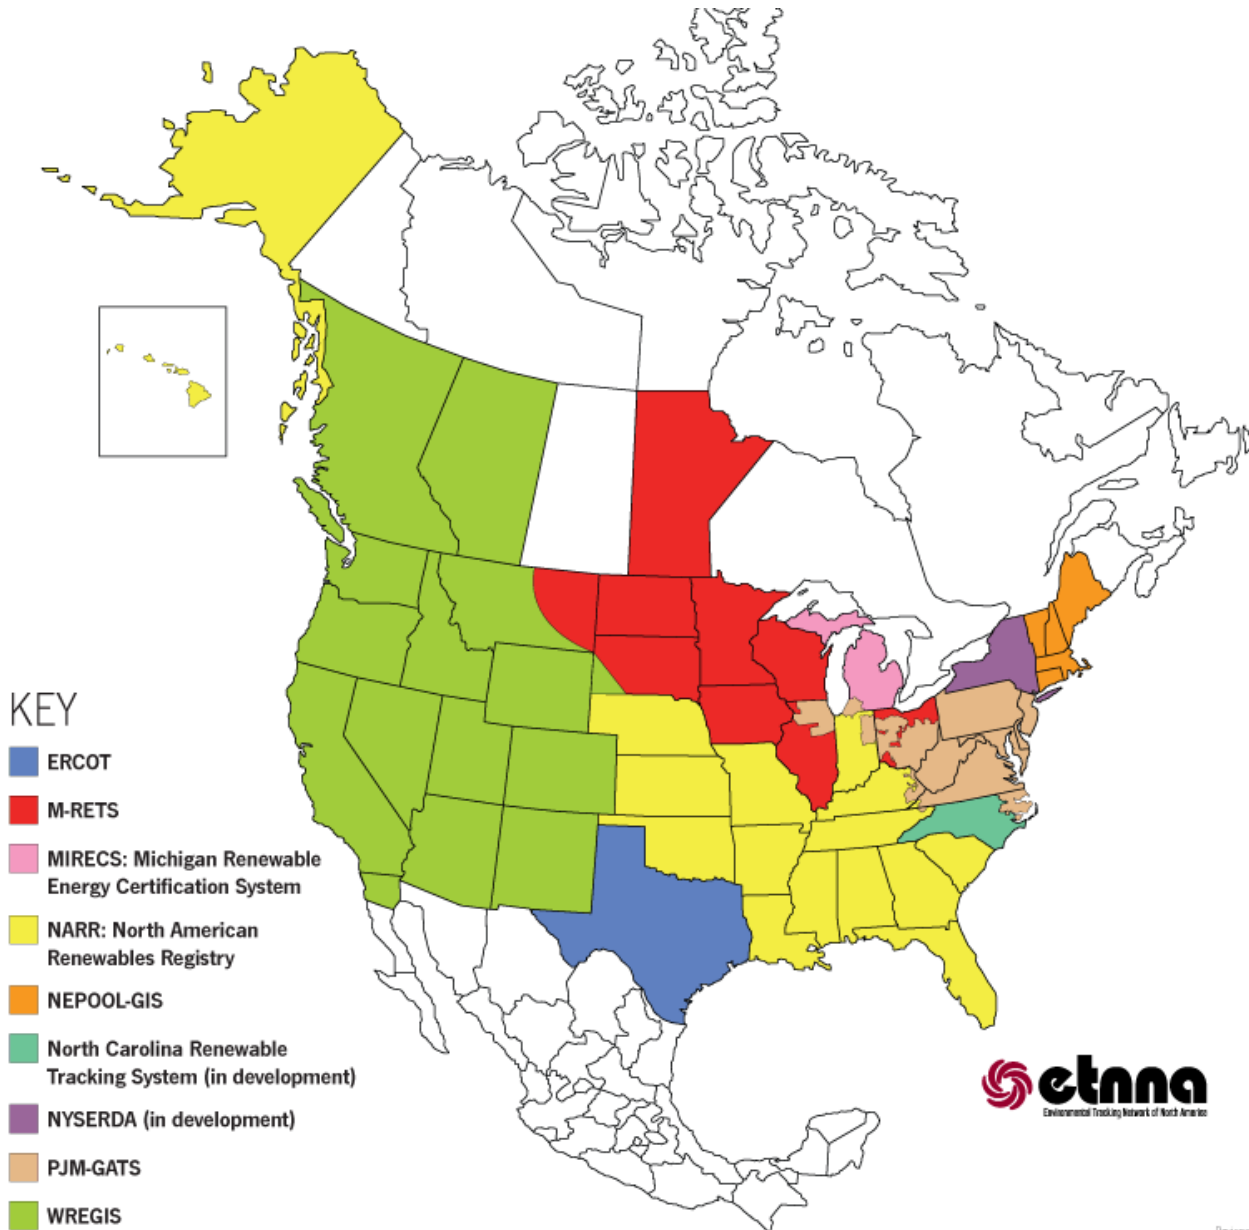 KEY
ERCOT
M-RETS
MIRECS: Michigan Renewable
Energy Certification System
NARR: North American
Renewables Registry
NEPOOL-GIS
North Carolina Renewable
Tracking System (in development)
NYSERDA (in development)
PJM-GATS
WREGIS
etnna
Environmental Tracking Network of North America